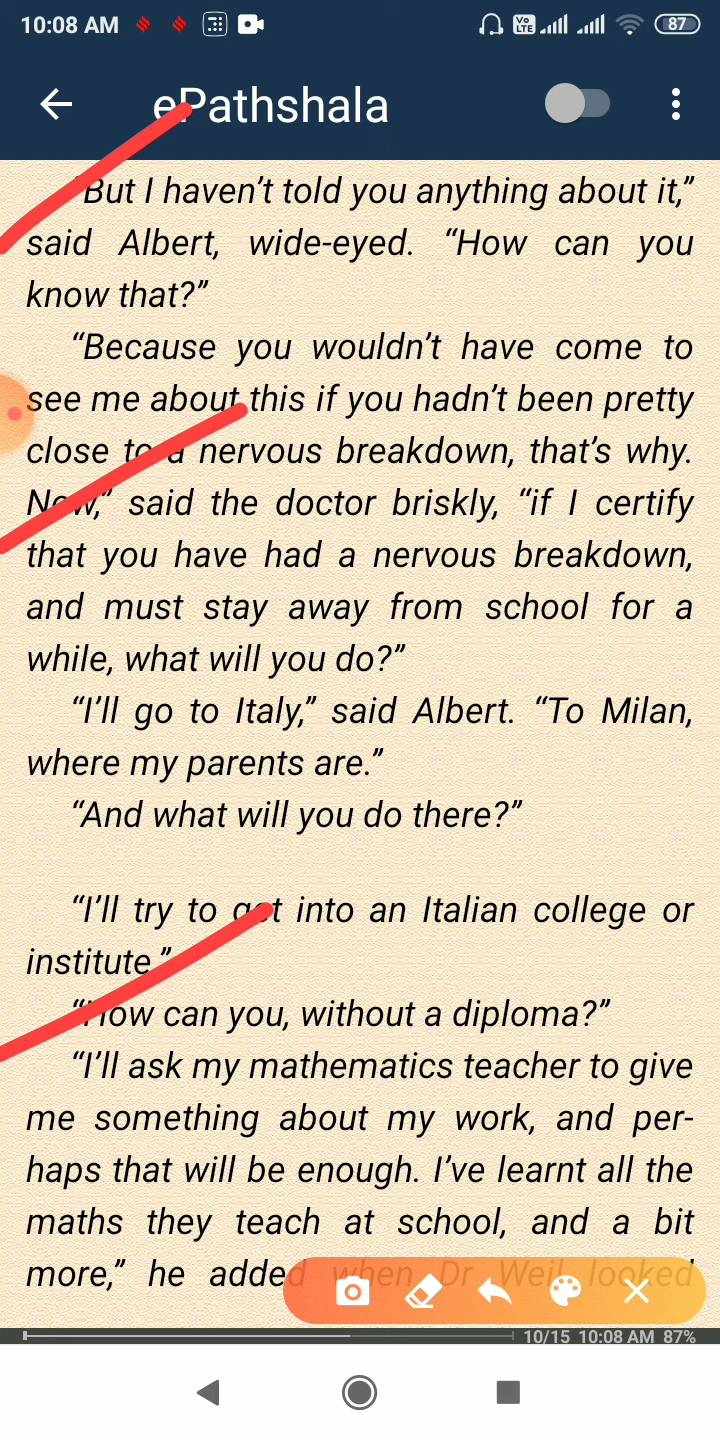 10:08 AM
Vo LTE
87
ePathshala
“But I haven’t told you anything about it,”
said Albert, wide-eyed. “How can you
know that?”
“Because you wouldn’t have come to
see me about this if you hadn’t been pretty
close to a nervous breakdown, that’s why.
Now,” said the doctor briskly, “if I certify
that you have had a nervous breakdown,
and must stay away from school for a
while, what will you do?”
“I’ll go to Italy,” said Albert. “To Milan,
where my parents are.”
“And what will you do there?”
“I’ll try to get into an Italian college or
institute.”
“How can you, without a diploma?”
“I’ll ask my mathematics teacher to give
me something about my work, and per-
haps that will be enough. I’ve learnt all the
maths they teach at school, and a bit
more,” he added when Dr Weil looked
10/15 10:08 AM 87%